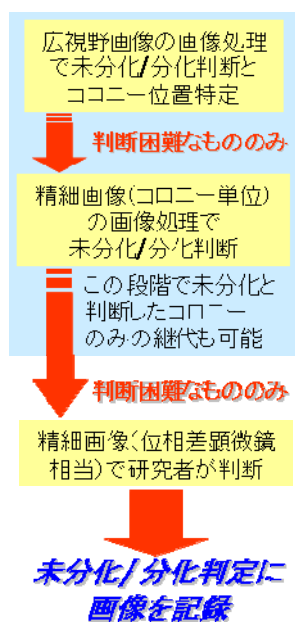 広視野画像の画像処理
で未分化/分化判断と
ココニー位置特定
判断困難なもののみ
精細画像(コロニー単位)
の画像処理で
未分化/分化判断
この段階で未分化と
判断したコロニー
のみの継代も可能
判断困難なもののみ
精細画像(位相差顕微鏡
相当)で研究者が判断
未分化/分化判定に
画像を記録